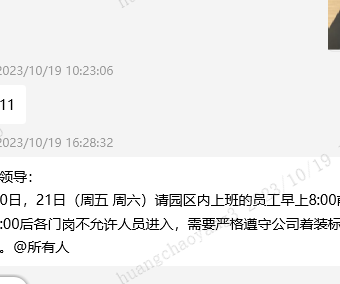 2023/10/19 10:23:06
11
2023/10/19 16:28:32
领导：
0日，21日（周五 周六）请园区内上班的员工早上8:00前
:00后各门岗不允许人员进入，需要严格遵守公司着装标
。@所有人